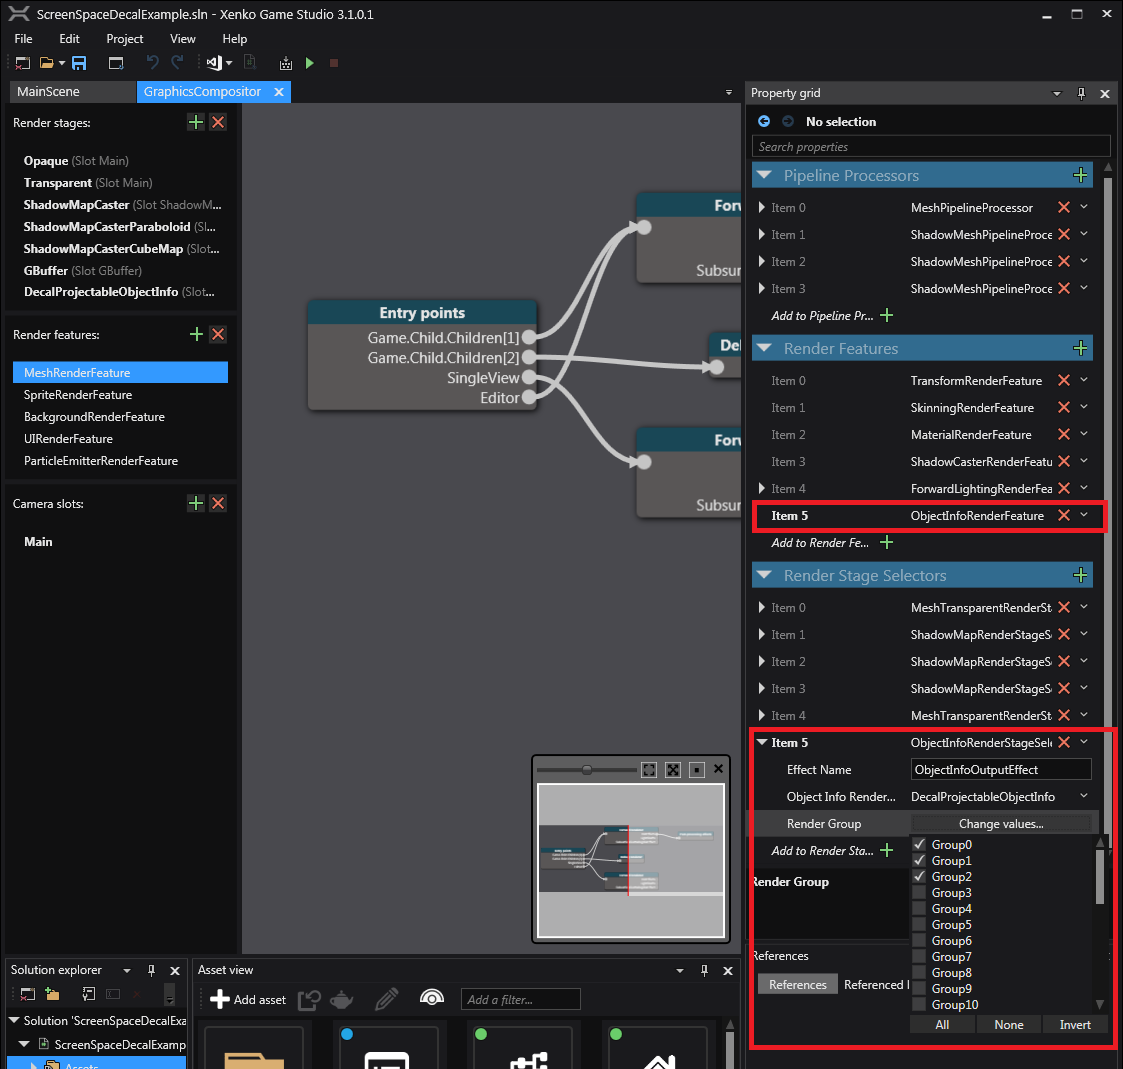 ScreenSpaceDecalExample.sln - Xenko Game Studio 3.1.0.1
File Edit Project View Help
MainScene
GraphicsCompositor
Render stages:
Opaque (Slot Main)
Transparent (Slot Main)
ShadowMapCaster (Slot ShadowM...
ShadowMapCasterParaboloid (Sl...
ShadowMapCasterCubeMap (Slot...
GBuffer (Slot GBuffer)
DecalProjectableObjectInfo (Slot...
Render features:
MeshRenderFeature
SpriteRenderFeature
BackgroundRenderFeature
UIRenderFeature
ParticleEmitterRenderFeature
Camera slots:
Main
Entry points
Game.Child.Children[1]
Game.Child.Children[2]
SingleView
Editor
Forw
Subsur
De
Forw
Subsur
Property grid
No selection
Search properties
Pipeline Processors
Item 0 MeshPipelineProcessor
Item 1 ShadowMeshPipelineProce
Item 2 ShadowMeshPipelineProce
Item 3 ShadowMeshPipelineProce
Add to Pipeline Pr...
Render Features
Item 0 TransformRenderFeature
Item 1 SkinningRenderFeature
Item 2 MaterialRenderFeature
Item 3 ShadowCasterRenderFeatu
Item 4 ForwardLightingRenderFea
Item 5 ObjectInfoRenderFeature
Add to Render Fe...
Render Stage Selectors
Item 0 MeshTransparentRenderSt
Item 1 ShadowMapRenderStageS
Item 2 ShadowMapRenderStageS
Item 3 ShadowMapRenderStageS
Item 4 MeshTransparentRenderSt
Item 5 ObjectInfoRenderStageSele
Effect Name ObjectInfoOutputEffect
Object Info Render... DecalProjectableObjectInfo
Render Group Change values...
Add to Render Sta...
Group0
Group1
Group2
Group3
Group4
Group5
Group6
Group7
Group8
Group9
Group10
All None Invert
Render Group
References
References Referenced
Solution explorer
Solution 'ScreenSpaceDecalExa
ScreenSpaceDecalExamp
Assets
Asset view
Add asset
Add a filter...